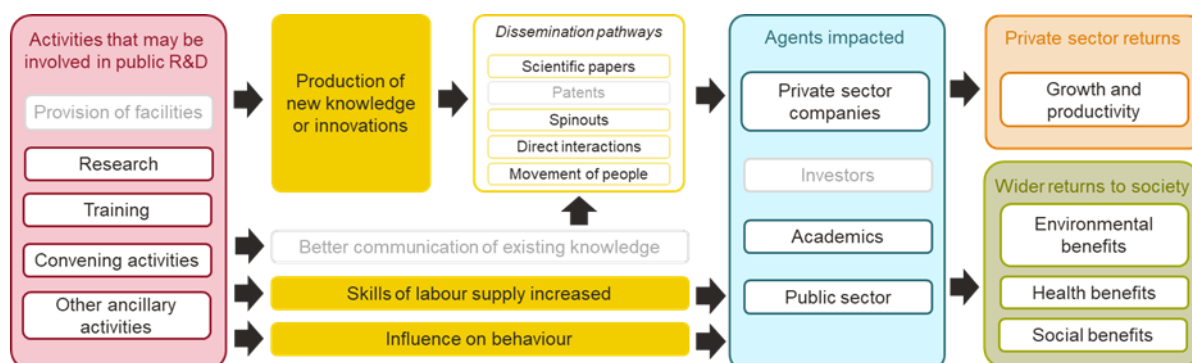 Activities that may be
involved in public R&D
Provision of facilities
Research
Training
Convening activities
Other ancillary
activities
Production of
new knowledge
or innovations
Dissemination pathways
Scientific papers
Patents
Spinouts
Direct interactions
Movement of people
Better communication of existing knowledge
Skills of labour supply increased
Influence on behaviour
Agents impacted
Private sector
companies
Investors
Academics
Public sector
Private sector returns
Growth and
productivity
Wider returns to society
Environmental
benefits
Health benefits
Social benefits